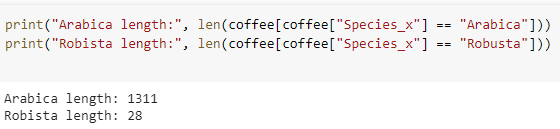 print("Arabica length:", len(coffee[coffee["Species_x"] == "Arabica"]))
print("Robista length:", len(coffee[coffee["Species_x"] == "Robusta"]))
Arabica length: 1311
Robista length: 28